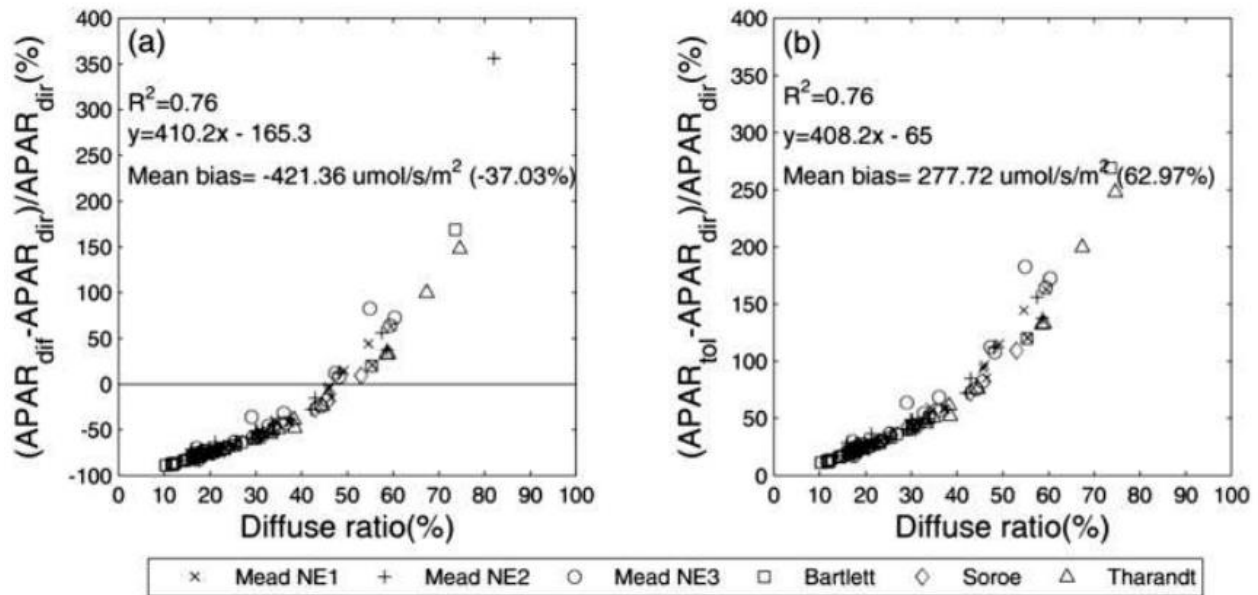 (a)
R²=0.76
y=410.2x - 165.3
Mean bias= -421.36 umol/s/m² (-37.03%)
(APAR_dif-APAR_dir)/APAR_dir(%)
400
350
300
250
200
150
100
50
0
-50
-100
0 10 20 30 40 50 60 70 80 90 100
Diffuse ratio(%)
(b)
R²=0.76
y=408.2x - 65
Mean bias= 277.72 umol/s/m² (62.97%)
(APAR_tol-APAR_dir)/APAR_dir(%)
400
350
300
250
200
150
100
50
0
0 10 20 30 40 50 60 70 80 90 100
Diffuse ratio(%)
Mead NE1 Mead NE2 Mead NE3 Bartlett Soroe Tharandt